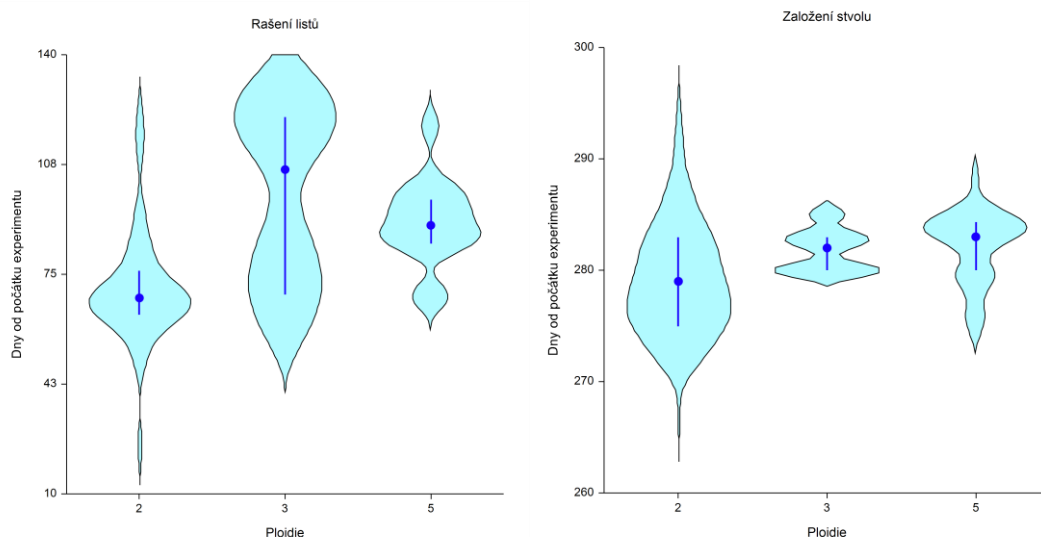 Rašení listů
Dny od počátku experimentu
140
108
75
43
10
2
3
5
Ploidie
Založení stvolu
Dny od počátku experimentu
300
290
280
270
260
2
3
5
Ploidie